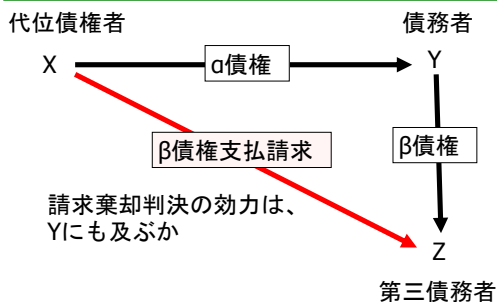 代位債権者
債務者
X
α債権
Y
β債権支払請求
β債権
請求棄却判決の効力は、
Yにも及ぶか
Z
第三債務者